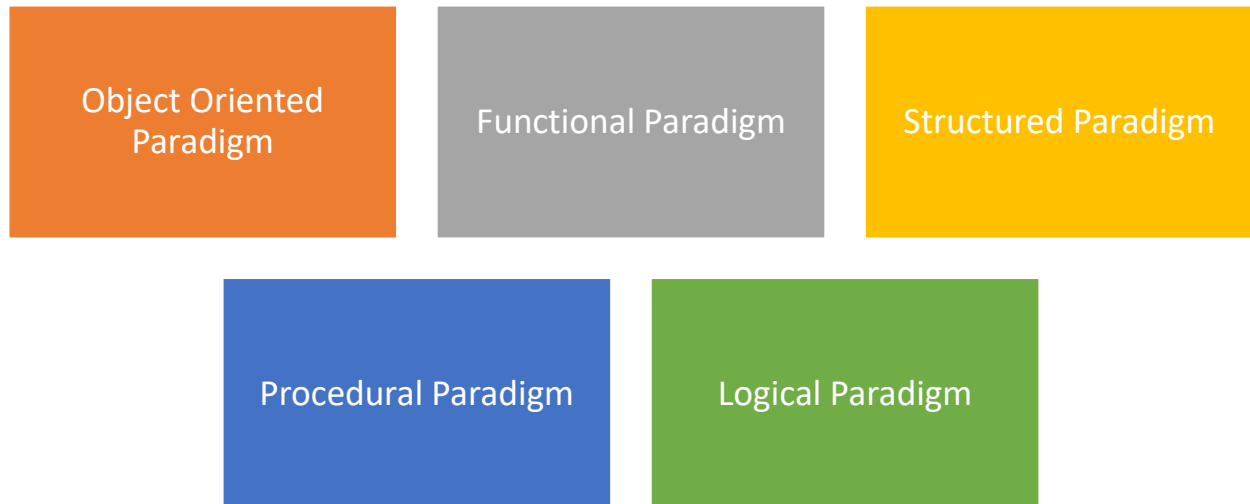 Object Oriented
Paradigm
Functional Paradigm
Structured Paradigm
Procedural Paradigm
Logical Paradigm